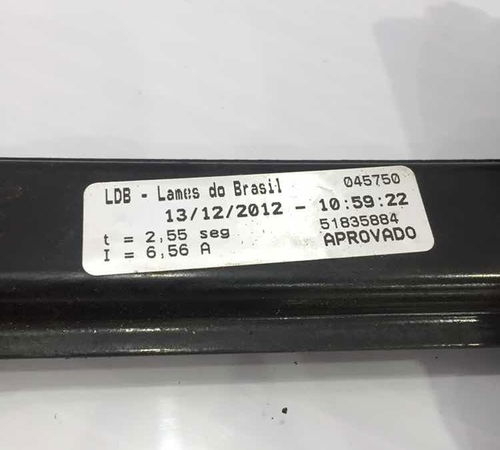 LDB - Lames do Brasil 045750
13/12/2012 - 10:59:22
t = 2,55 seg 51835884
I = 6,56 A APROVADO